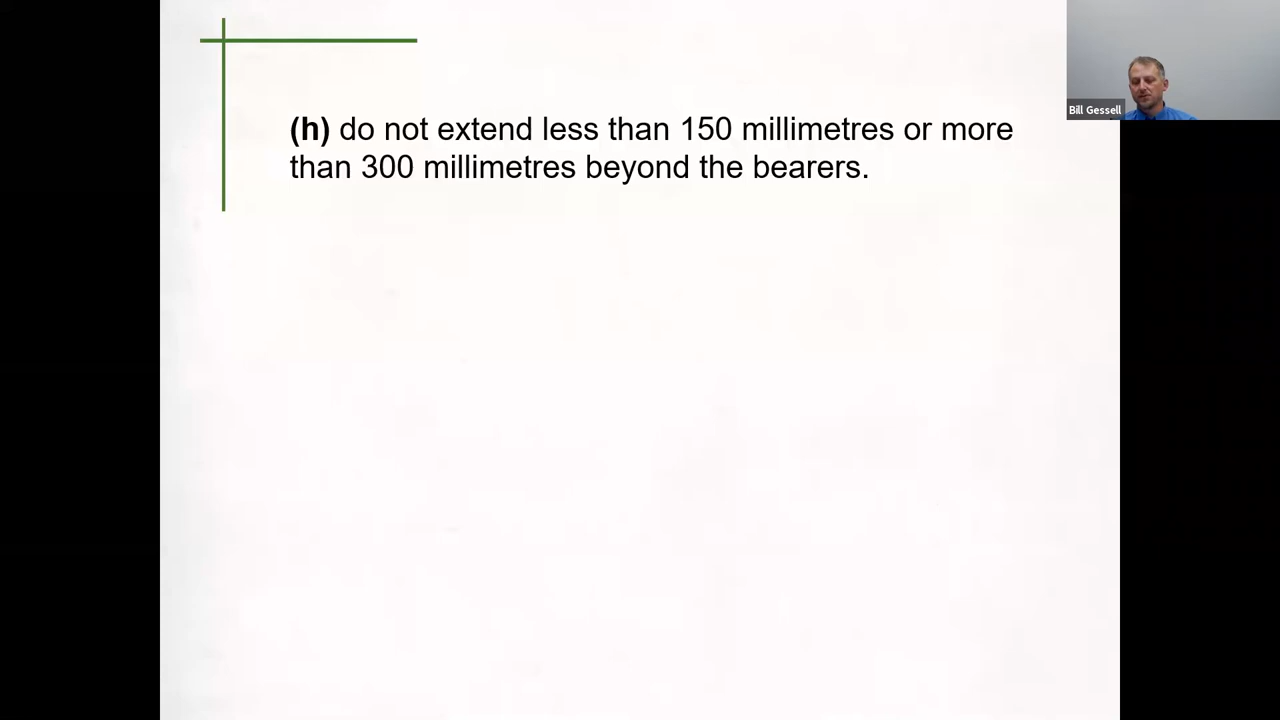 (h) do not extend less than 150 millimetres or more
than 300 millimetres beyond the bearers.
Bill Gessell